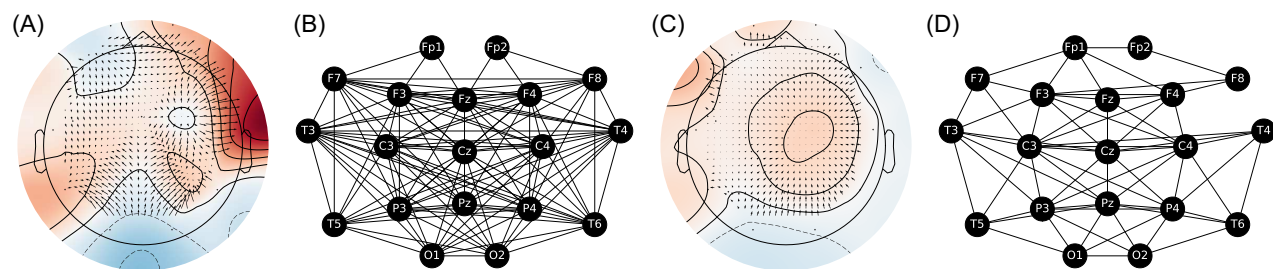 (A) (B) (C) (D)
Fp1 Fp2 Fp1 Fp2
F7 F8 F7 F8
F3 Fz F4 F3 Fz F4
T3 T4 T3 T4
C3 Cz C4 C3 Cz C4
P3 Pz P4 P3 Pz P4
T5 T6 T5 T6
O1 O2 O1 O2